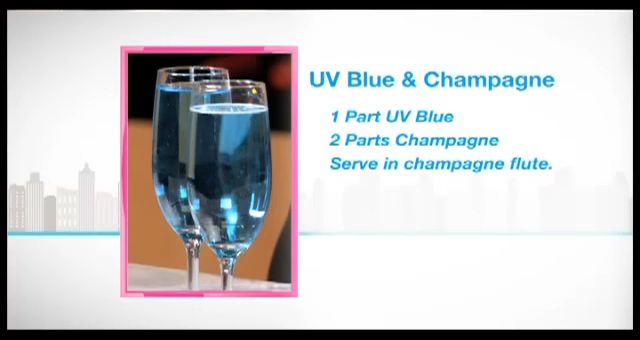 UV Blue & Champagne
1 Part UV Blue
2 Parts Champagne
Serve in champagne flute.